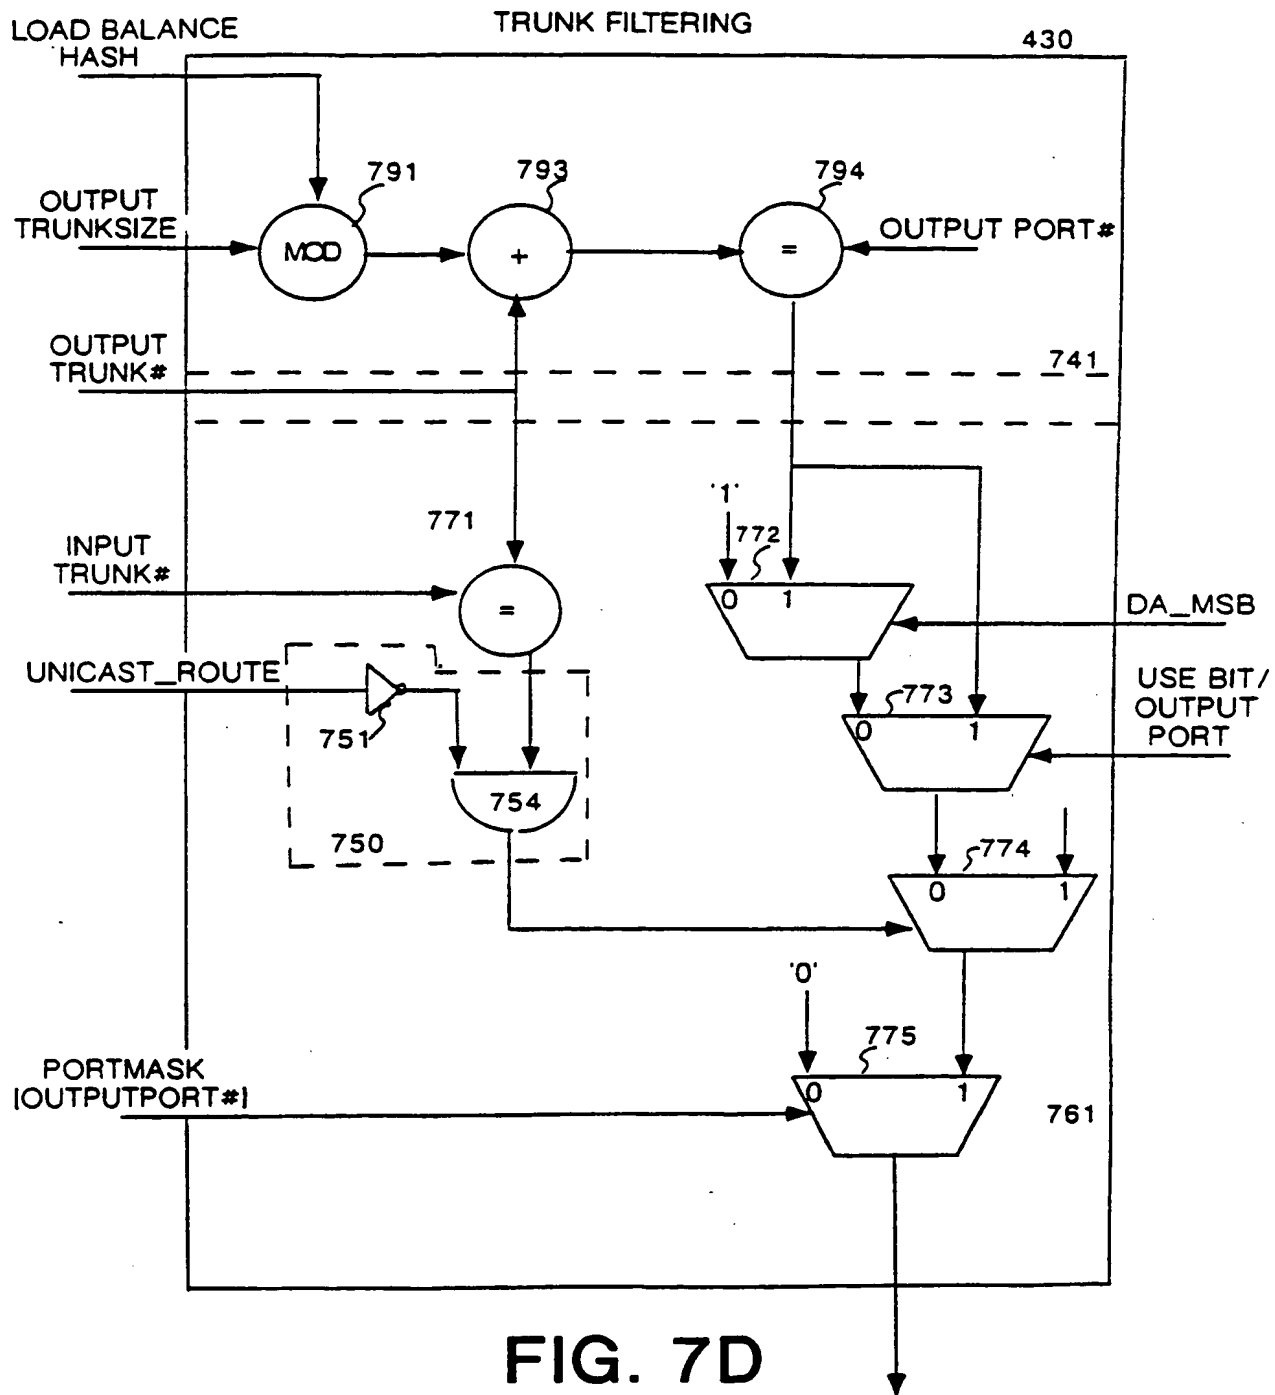 TRUNK FILTERING
LOAD BALANCE
HASH
430
791
793
794
OUTPUT
TRUNKSIZE
MOD
+
=
OUTPUT PORT#
OUTPUT
TRUNK#
741
'1'
771
772
INPUT
TRUNK#
=
0 1
DA_MSB
UNICAST_ROUTE
USE BIT/
OUTPUT
PORT
751
773
0 1
754
750
774
0 1
'0'
775
PORTMASK
[OUTPUTPORT#]
0 1
761
FIG. 7D